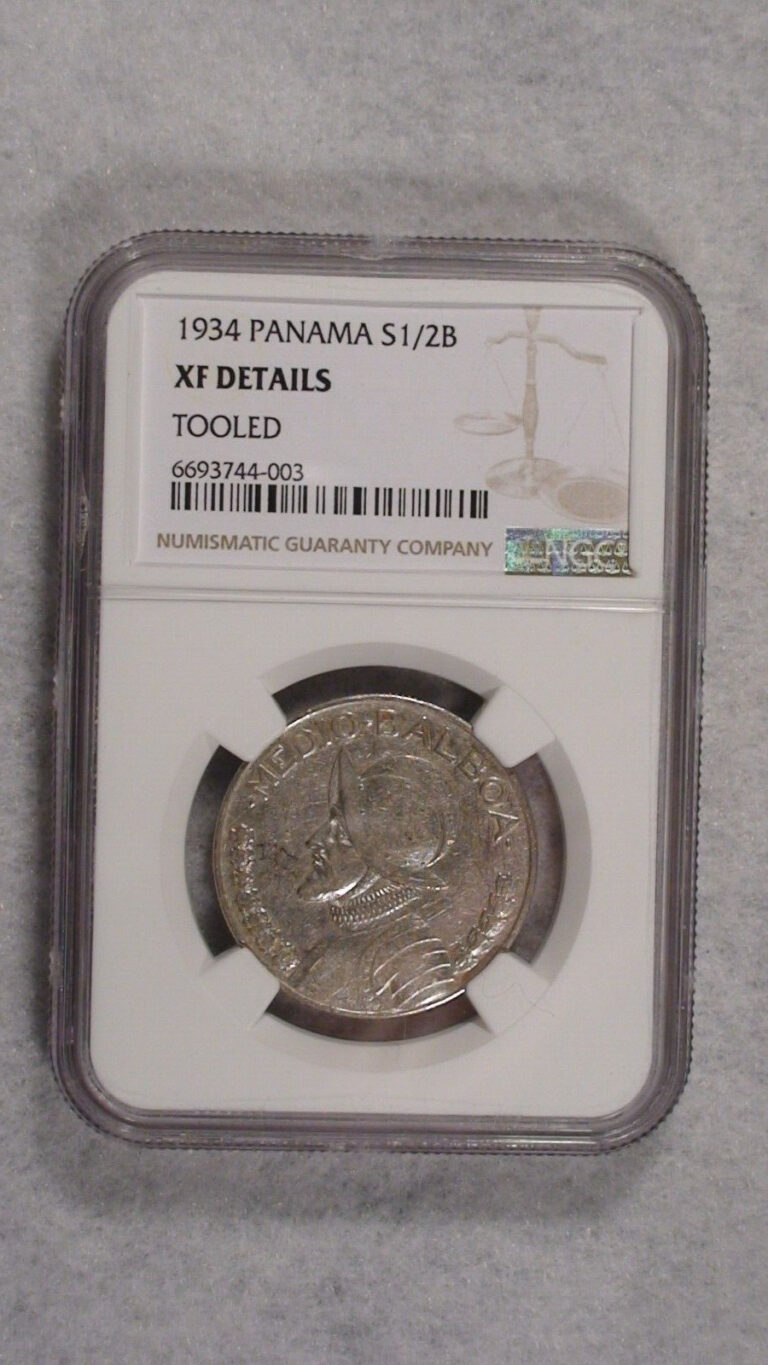 1934 PANAMA S1/2B
XF DETAILS
TOOLED
6693744-003
NUMISMATIC GUARANTY COMPANY
NGC
·MEDIO·BALBOA·